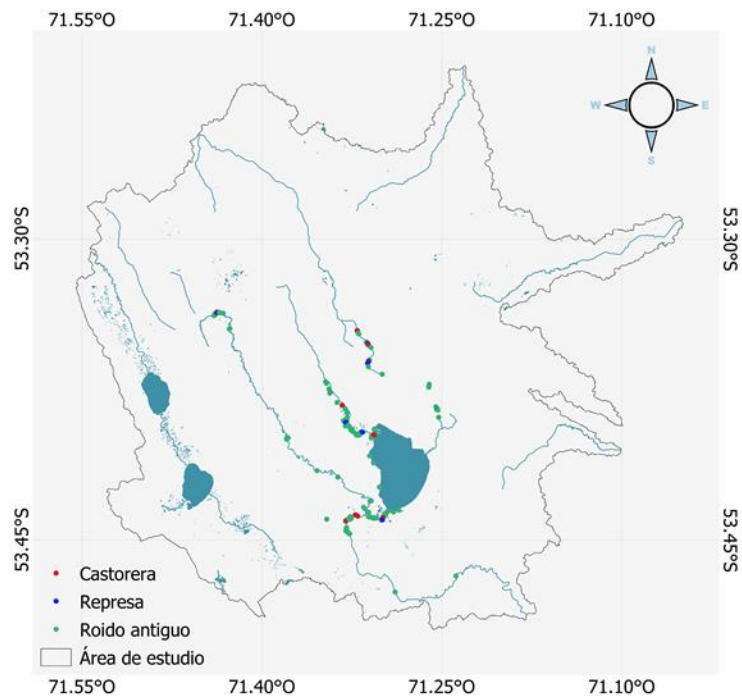 71.55°O 71.40°O 71.25°O 71.10°O
N
W E
S
53.30°S 53.30°S
53.45°S 53.45°S
Castorera
Represa
Roido antiguo
Área de estudio
71.55°O 71.40°O 71.25°O 71.10°O